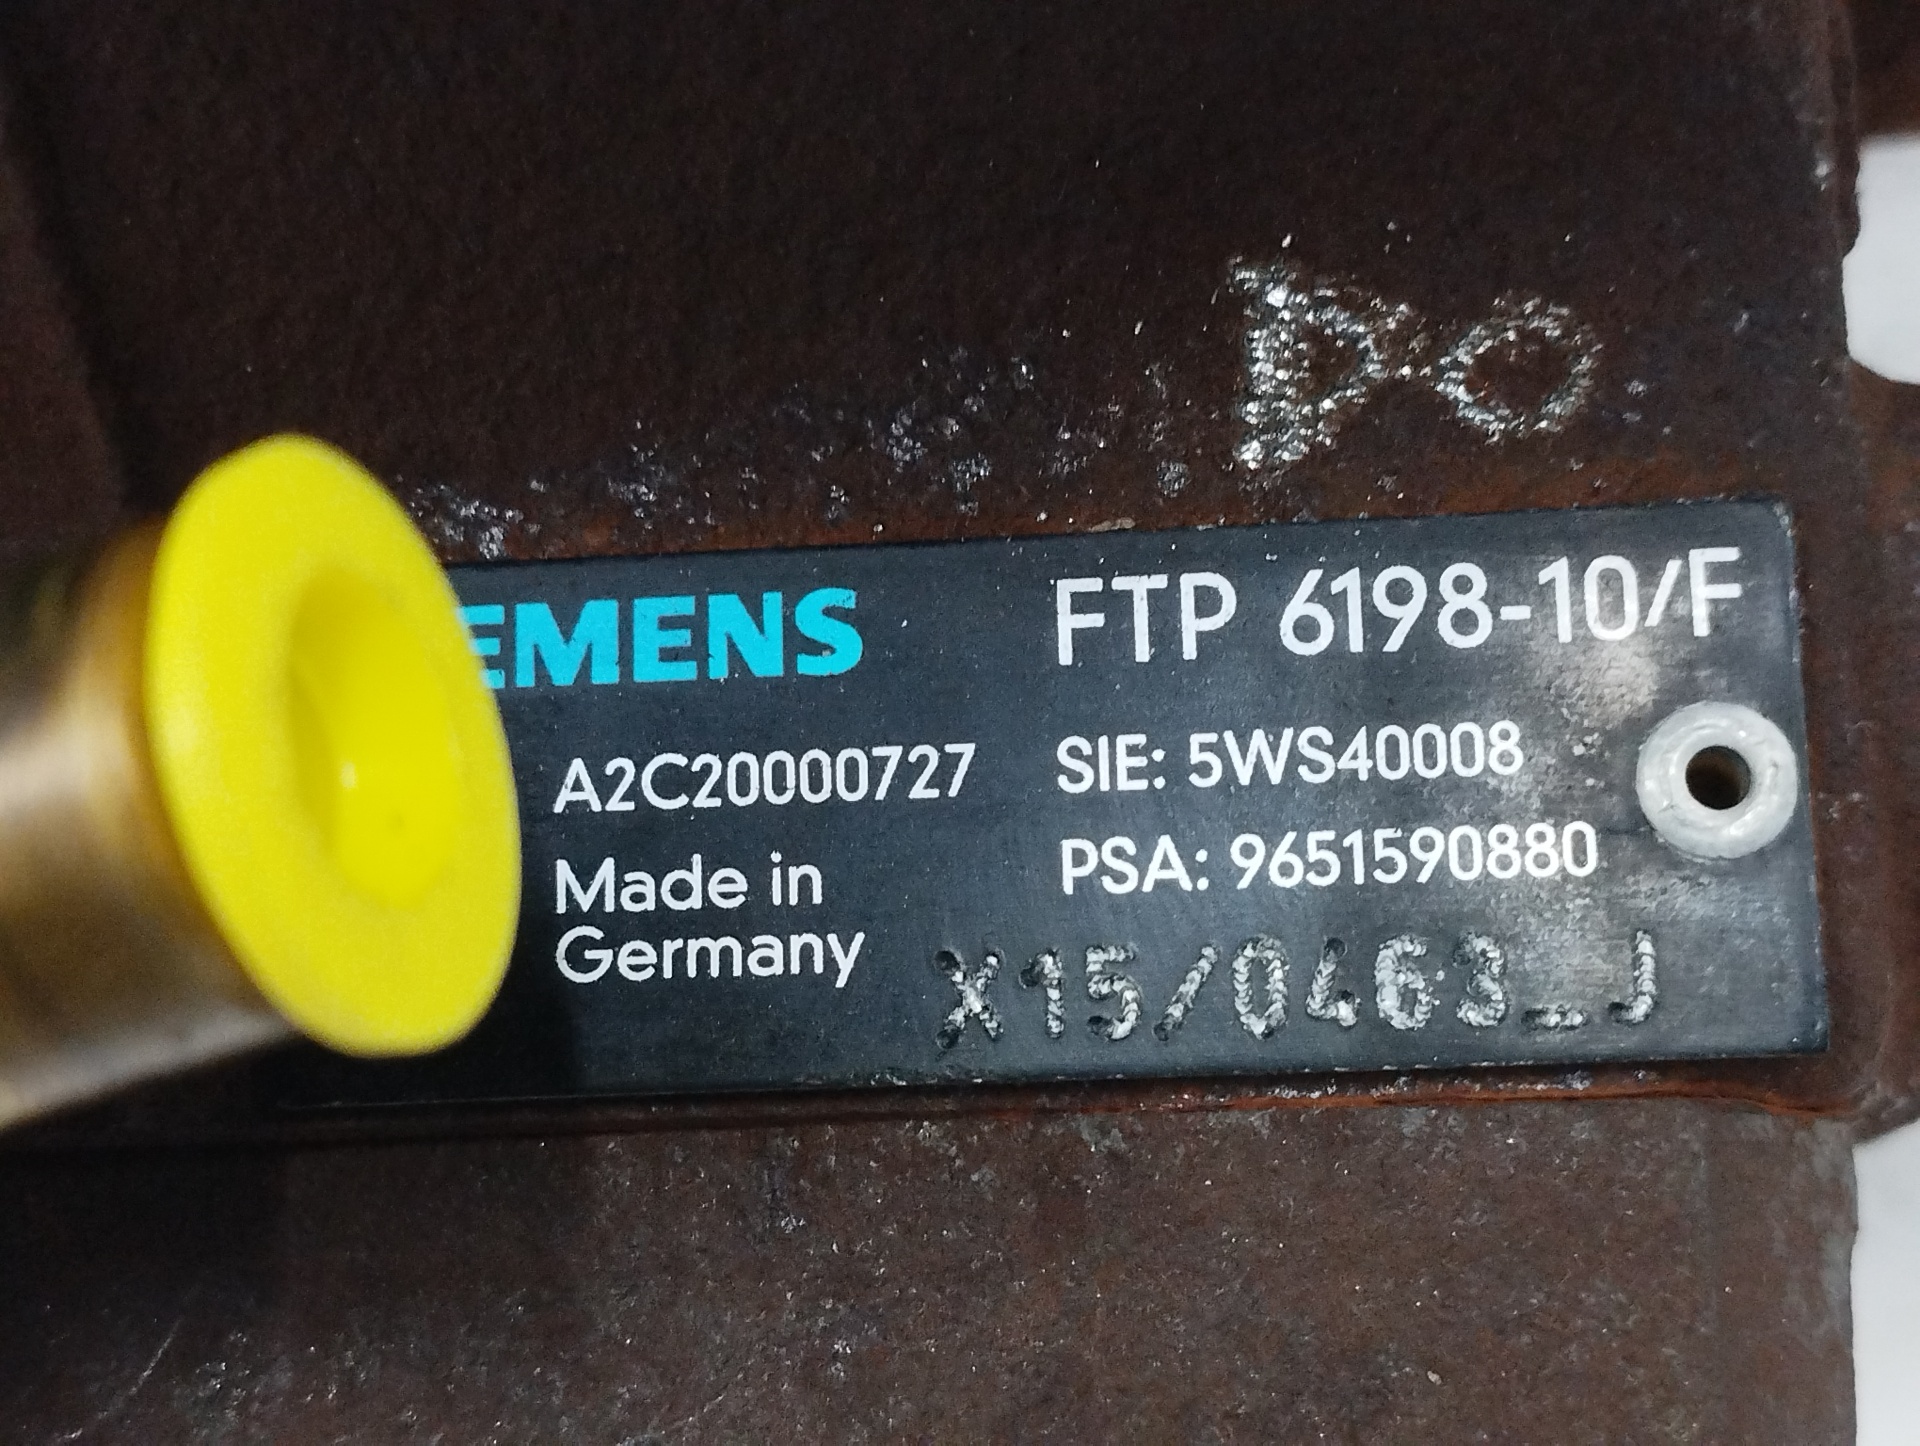 EMENS FTP 6198-10/F
A2C20000727 SIE: 5WS40008
Made in PSA: 9651590880
Germany X15/0463_J